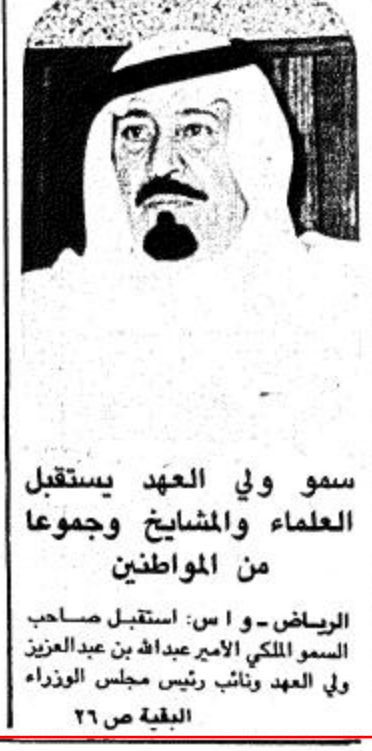 سمو ولي العهد يستقبل
العلماء والمشايخ وجموعا
من المواطنين
الرياض - و ا س: استقبل صاحب
السمو الملكي الأمير عبدالله بن عبدالعزيز
ولي العهد ونائب رئيس مجلس الوزراء
البقية ص ٢٦